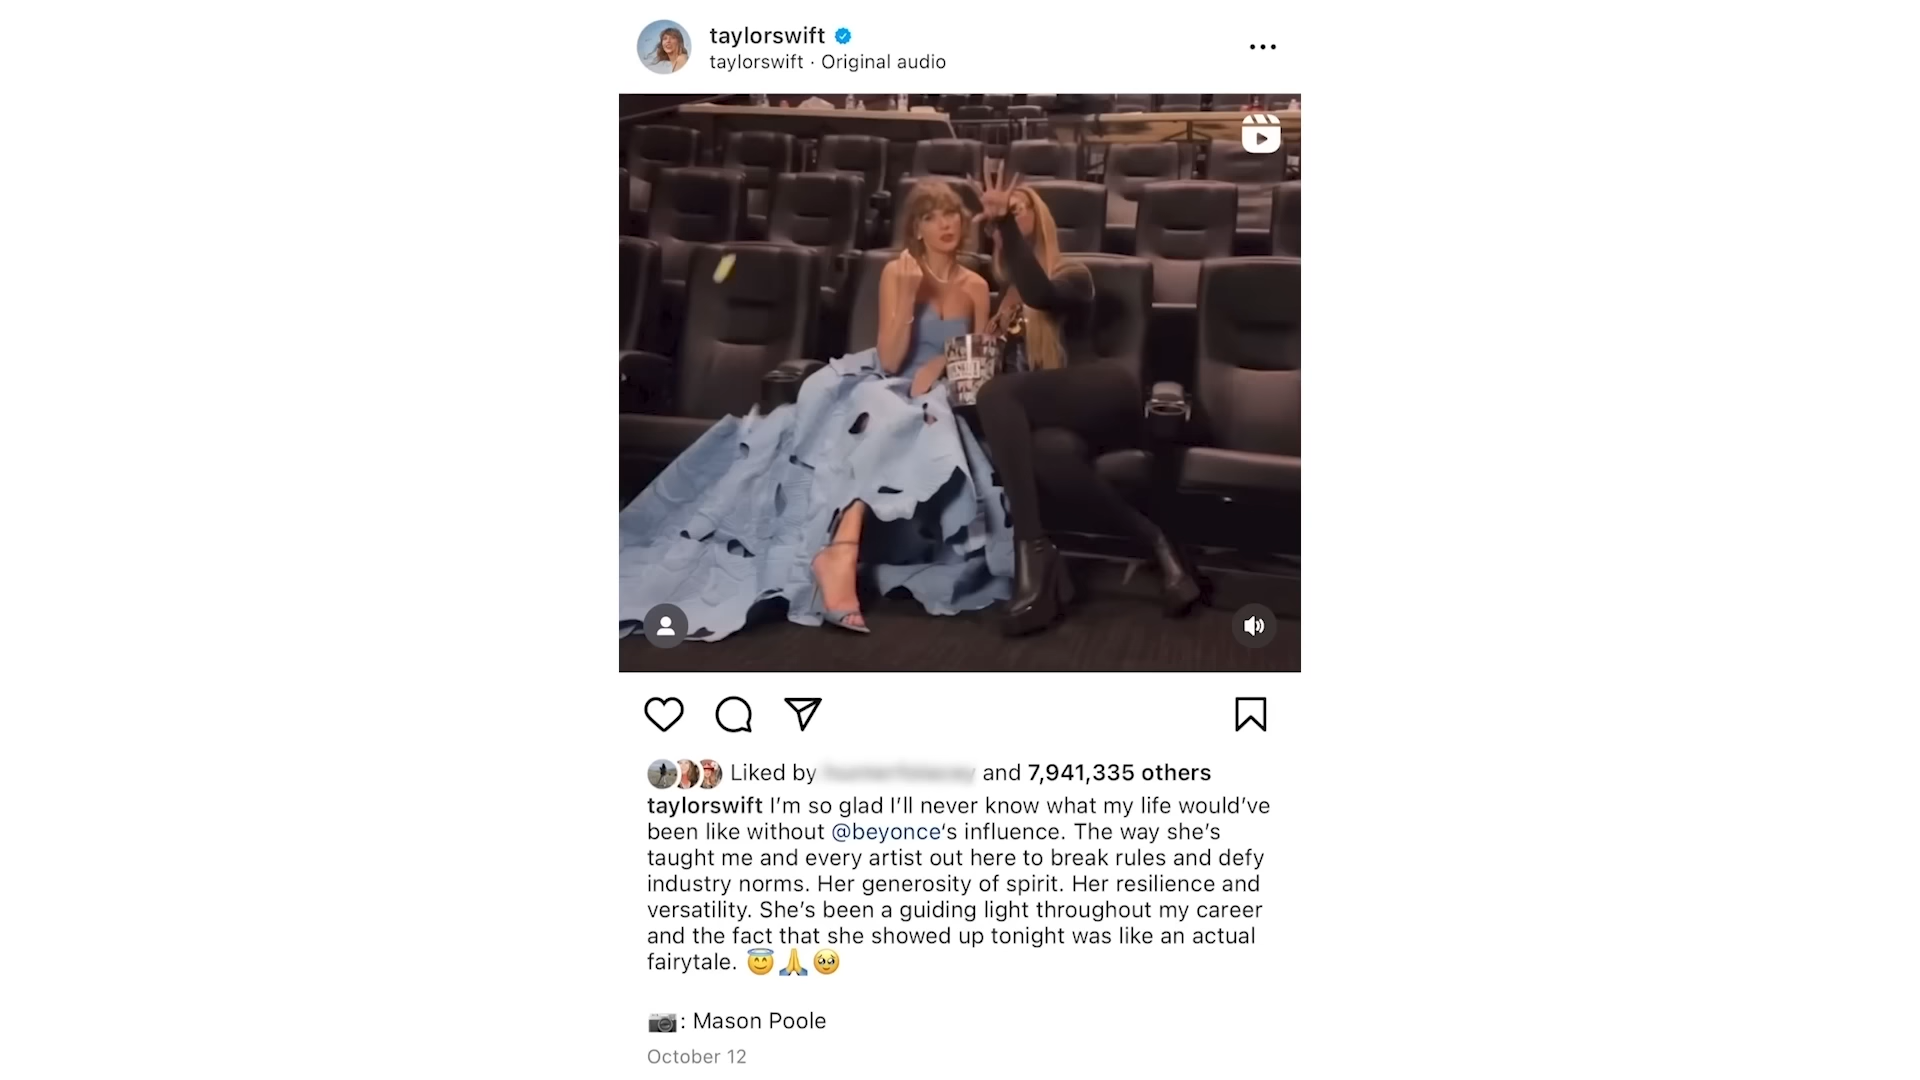 taylorswift
taylorswift · Original audio
Liked by and 7,941,335 others
taylorswift I’m so glad I’ll never know what my life would’ve
been like without @beyonce‘s influence. The way she’s
taught me and every artist out here to break rules and defy
industry norms. Her generosity of spirit. Her resilience and
versatility. She’s been a guiding light throughout my career
and the fact that she showed up tonight was like an actual
fairytale. 😇🙏🥹
📷: Mason Poole
October 12